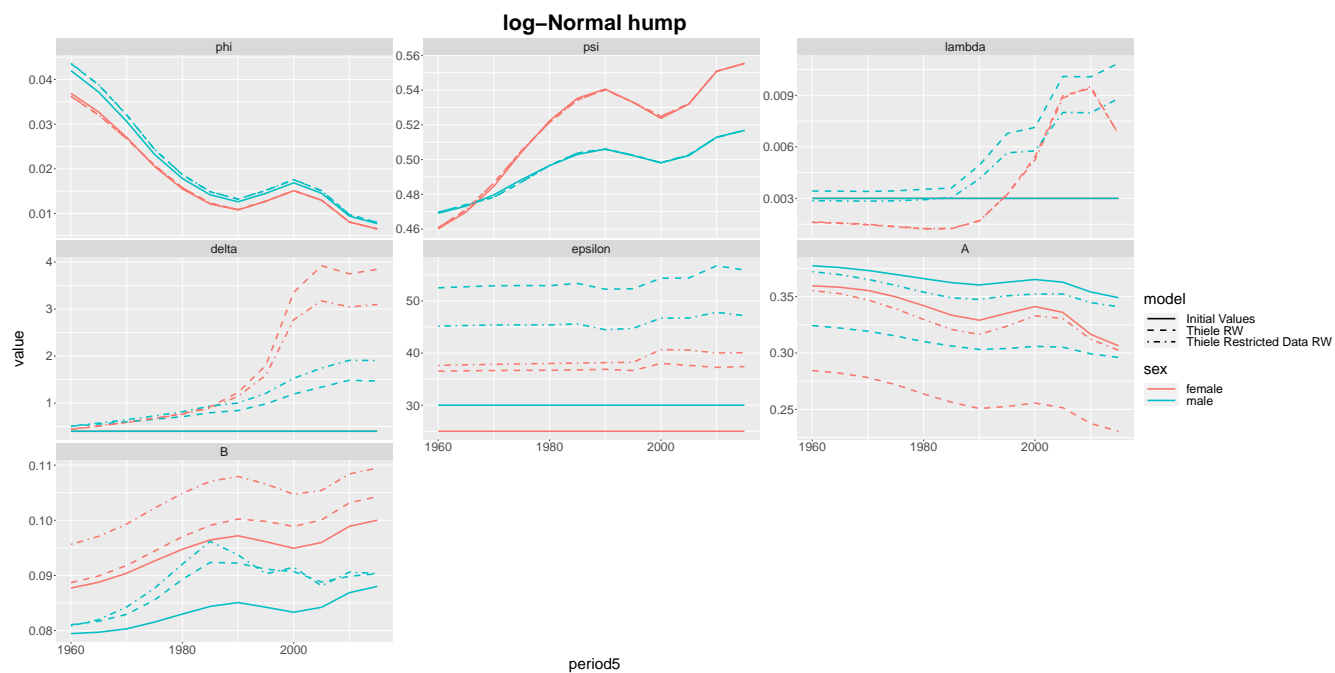 log−Normal hump
phi
psi
lambda
0.04
0.03
0.02
0.01
0.56
0.54
0.52
0.50
0.48
0.46
0.009
0.006
0.003
delta
epsilon
A
4
3
2
1
50
40
30
0.35
0.30
0.25
1960
1980
2000
1960
1980
2000
B
0.11
0.10
0.09
0.08
1960
1980
2000
value
period5
model
Initial Values
Thiele RW
Thiele Restricted Data RW
sex
female
male